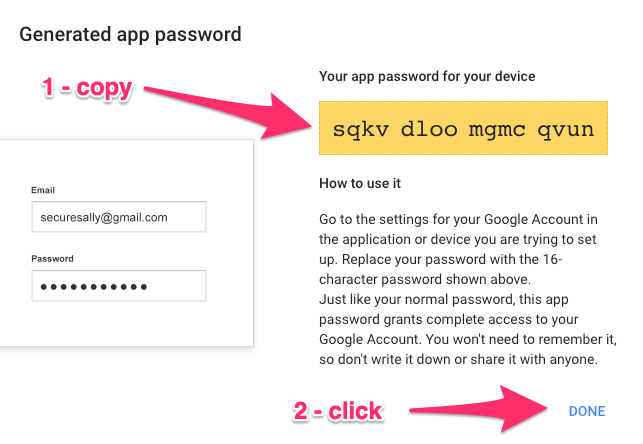 Generated app password
1 - copy
Your app password for your device
sqkv dloo mgmc qvun
Email
securesally@gmail.com
Password
How to use it
Go to the settings for your Google Account in
the application or device you are trying to set
up. Replace your password with the 16-
character password shown above.
Just like your normal password, this app
password grants complete access to your
Google Account. You won't need to remember it,
so don't write it down or share it with anyone.
2 - click
DONE